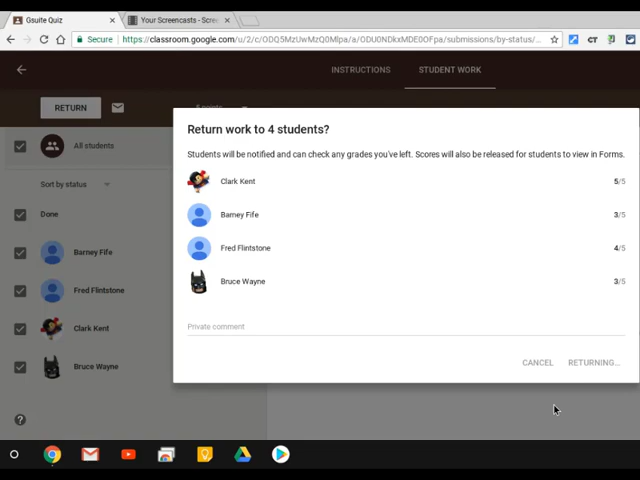 Gsuite Quiz
Your Screencasts - Scree
Secure
https://classroom.google.com/u/2/c/ODQ5MzUwMzQ0Mlpa/a/ODU0NDkxMDE0OFpa/submissions/by-status/...
INSTRUCTIONS
STUDENT WORK
RETURN
5 points
All students
Sort by status
Done
Barney Fife
Fred Flintstone
Clark Kent
Bruce Wayne
Return work to 4 students?
Students will be notified and can check any grades you've left. Scores will also be released for students to view in Forms.
Clark Kent 5/5
Barney Fife 3/5
Fred Flintstone 4/5
Bruce Wayne 3/5
Private comment
CANCEL
RETURNING...
CT